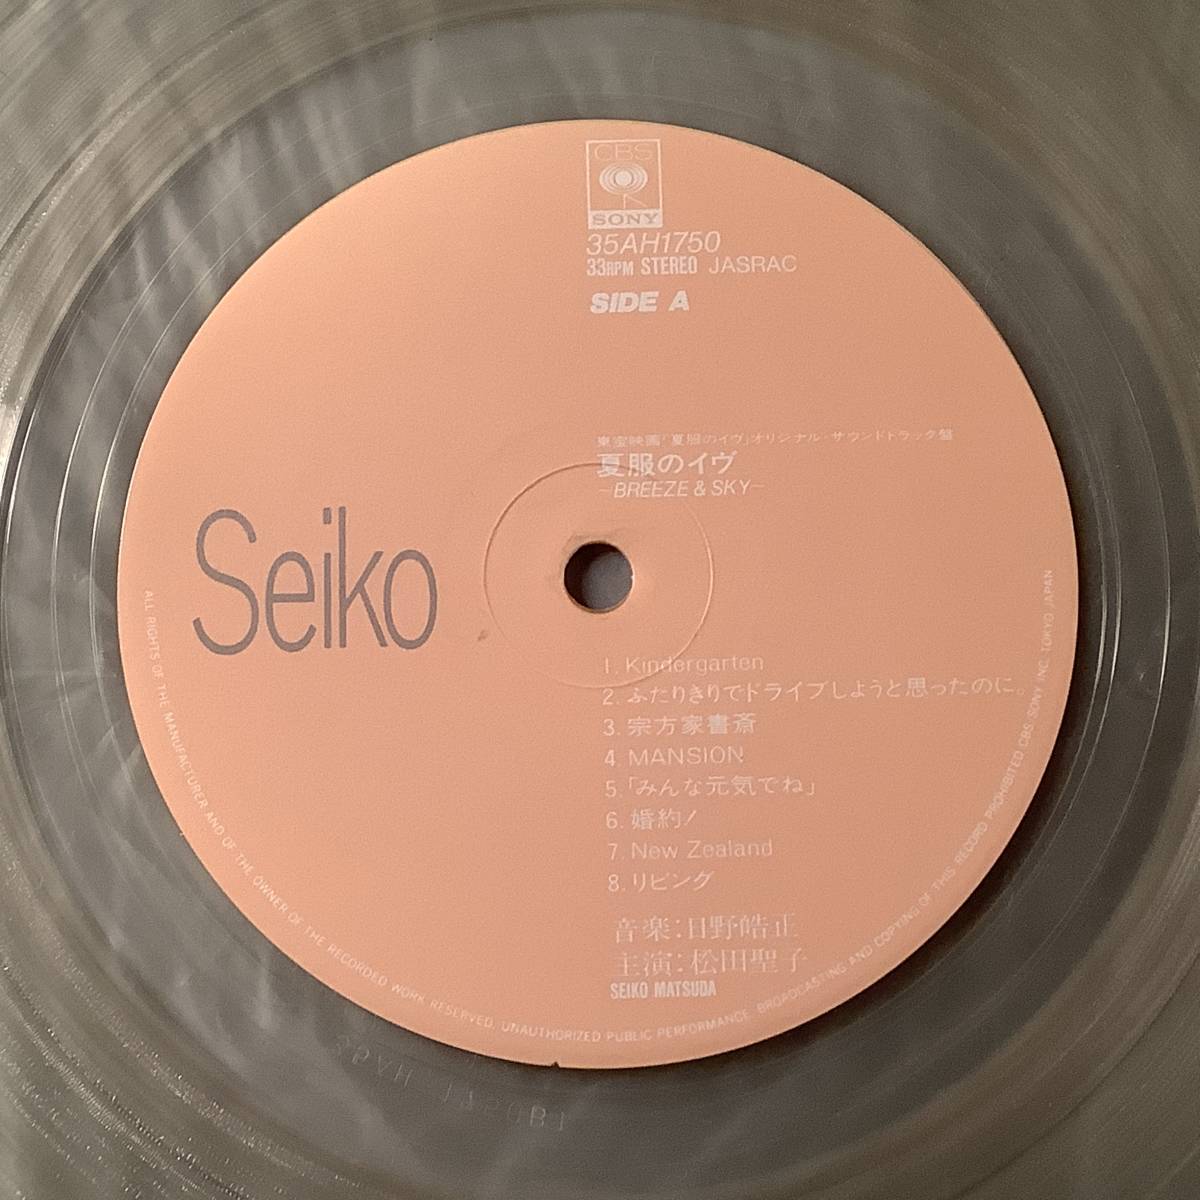 CBS
SONY
35AH1750
33RPM STEREO JASRAC
SIDE A
東宝映画「夏服のイヴ」オリジナル・サウンドトラック盤
夏服のイヴ
−BREEZE & SKY−
Seiko
1. Kindergarten
2. ふたりきりでドライブしようと思ったのに。
3. 宗方家書斎
4. MANSION
5. 「みんな元気でね」
6. 婚約!
7. New Zealand
8. リビング
音楽:日野皓正
主演:松田聖子
SEIKO MATSUDA
ALL RIGHTS OF THE MANUFACTURER AND OF THE OWNER OF THE RECORDED WORK RESERVED. UNAUTHORIZED PUBLIC PERFORMANCE, BROADCASTING AND COPYING OF THIS RECORD PROHIBITED CBS/SONY INC. TOKYO JAPAN